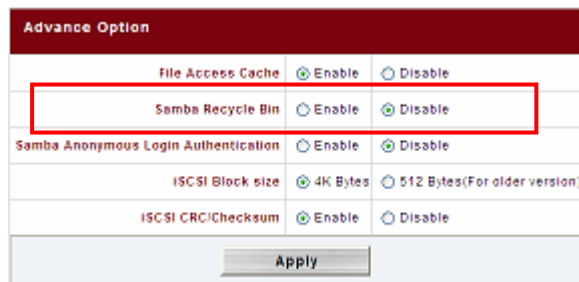 Advance Option
File Access Cache Enable Disable
Samba Recycle Bin Enable Disable
Samba Anonymous Login Authentication Enable Disable
iSCSI Block size 4K Bytes 512 Bytes(For older version)
iSCSI CRC/Checksum Enable Disable
Apply